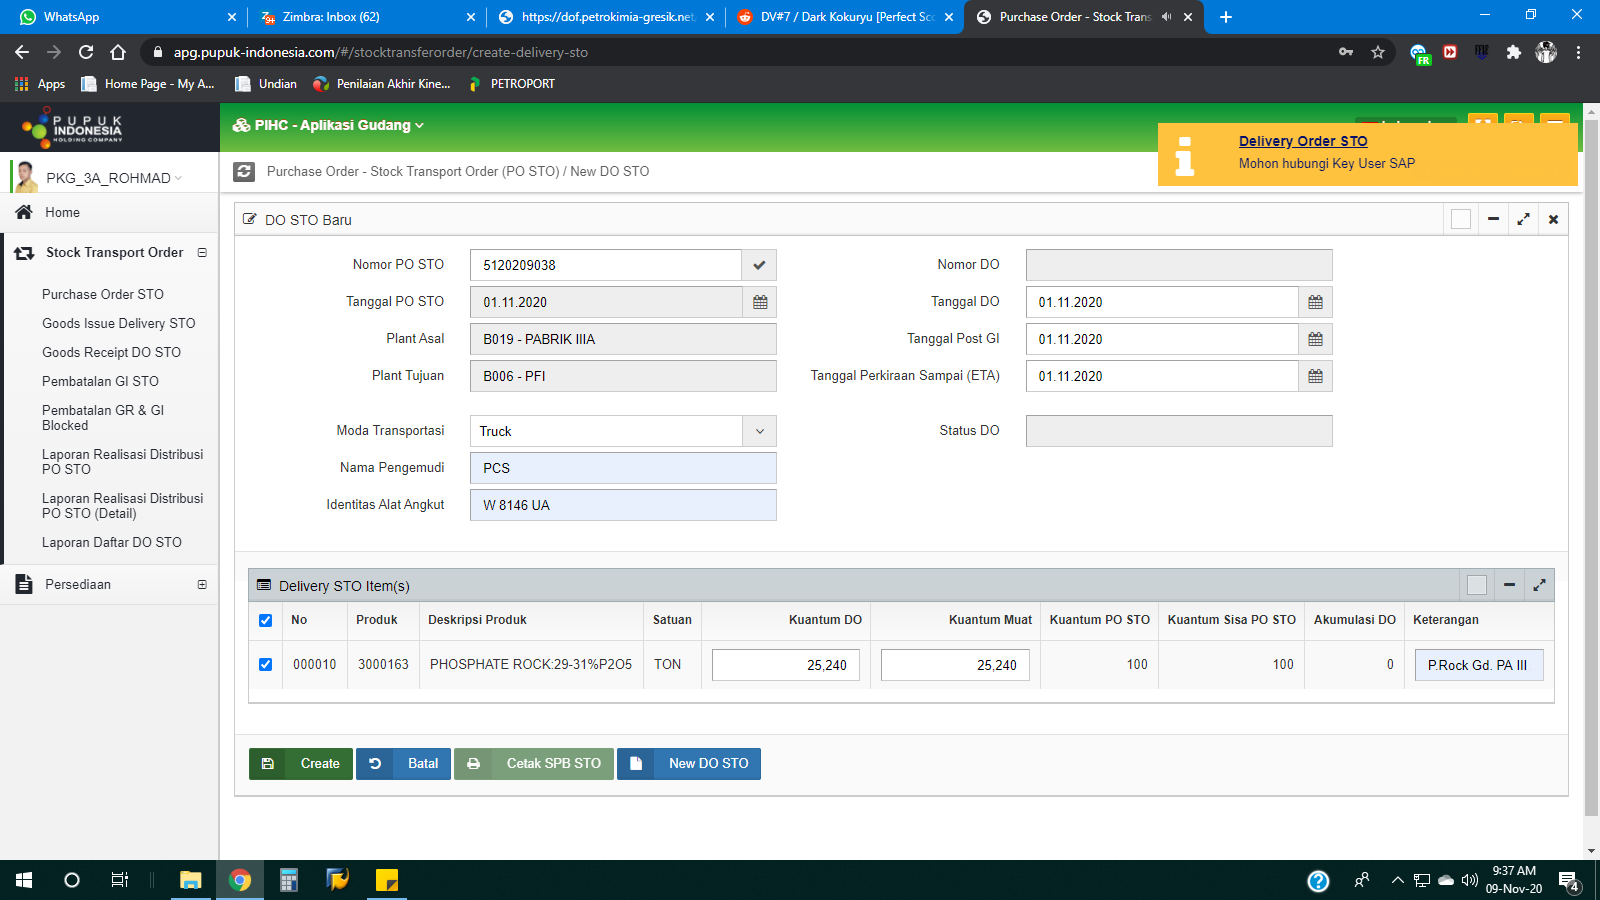 WhatsApp
Zimbra: Inbox (62)
https://dof.petrokimia-gresik.net
DV#7 / Dark Kokuryu [Perfect Sc
Purchase Order - Stock Trans
apg.pupuk-indonesia.com/#/stocktransferorder/create-delivery-sto
FR
Apps
Home Page - My A...
Undian
Penilaian Akhir Kine...
PETROPORT
PUPUK
INDONESIA
HOLDING COMPANY
PIHC - Aplikasi Gudang
Delivery Order STO
Mohon hubungi Key User SAP
PKG_3A_ROHMAD
Purchase Order - Stock Transport Order (PO STO) / New DO STO
Home
Stock Transport Order
Purchase Order STO
Goods Issue Delivery STO
Goods Receipt DO STO
Pembatalan GI STO
Pembatalan GR & GI
Blocked
Laporan Realisasi Distribusi
PO STO
Laporan Realisasi Distribusi
PO STO (Detail)
Laporan Daftar DO STO
Persediaan
DO STO Baru
Nomor PO STO 5120209038
Nomor DO
Tanggal PO STO 01.11.2020
Tanggal DO 01.11.2020
Plant Asal B019 - PABRIK IIIA
Tanggal Post GI 01.11.2020
Plant Tujuan B006 - PFI
Tanggal Perkiraan Sampai (ETA) 01.11.2020
Moda Transportasi Truck
Status DO
Nama Pengemudi PCS
Identitas Alat Angkut W 8146 UA
Delivery STO Item(s)
No Produk Deskripsi Produk Satuan Kuantum DO Kuantum Muat Kuantum PO STO Kuantum Sisa PO STO Akumulasi DO Keterangan
000010 3000163 PHOSPHATE ROCK:29-31%P2O5 TON 25,240 25,240 100 100 0 P.Rock Gd. PA III
Create
Batal
Cetak SPB STO
New DO STO
9:37 AM
09-Nov-20
4